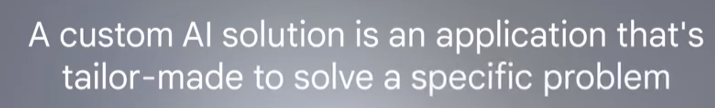 A custom AI solution is an application that's
tailor-made to solve a specific problem